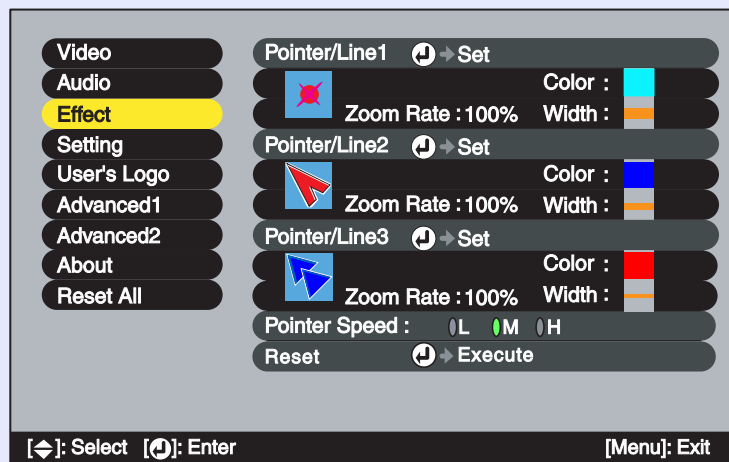 Video
Audio
Effect
Setting
User's Logo
Advanced1
Advanced2
About
Reset All
Pointer/Line1 Set
Color :
Zoom Rate : 100% Width :
Pointer/Line2 Set
Color :
Zoom Rate : 100% Width :
Pointer/Line3 Set
Color :
Zoom Rate : 100% Width :
Pointer Speed : L M H
Reset Execute
[ ]: Select [ ]: Enter [Menu]: Exit